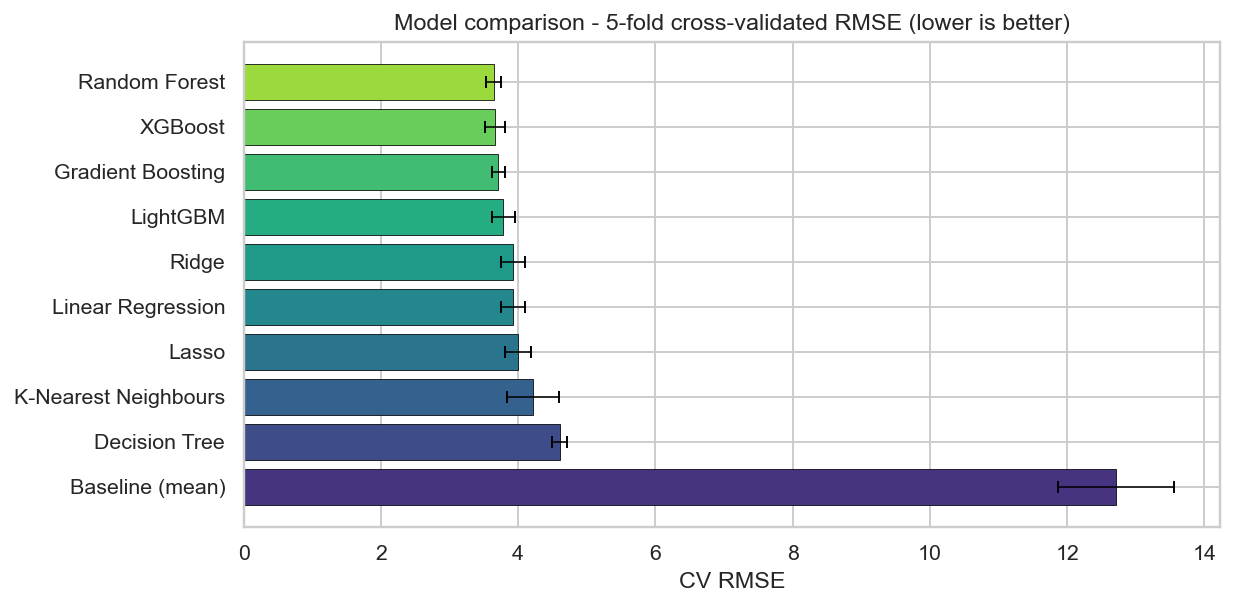 Model comparison - 5-fold cross-validated RMSE (lower is better)
Random Forest
XGBoost
Gradient Boosting
LightGBM
Ridge
Linear Regression
Lasso
K-Nearest Neighbours
Decision Tree
Baseline (mean)
0 2 4 6 8 10 12 14
CV RMSE